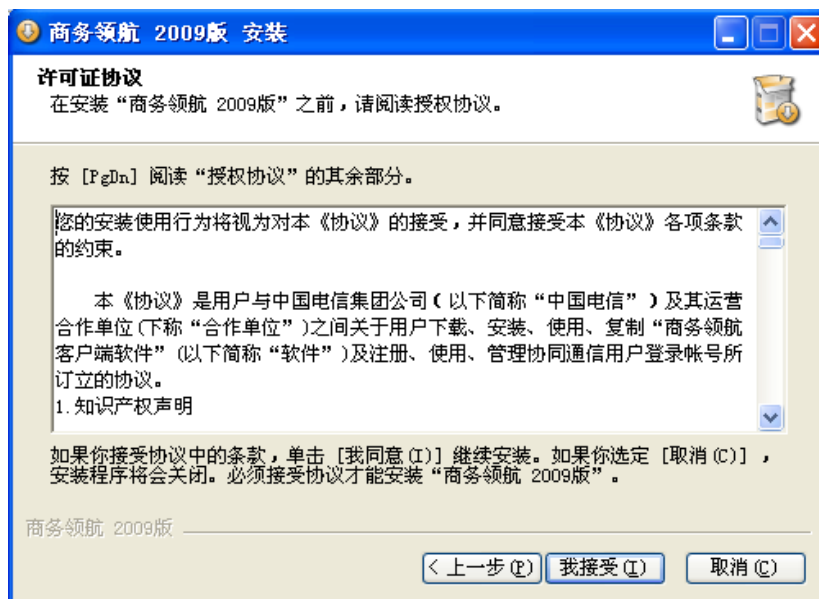 商务领航 2009版 安装
许可证协议
在安装“商务领航 2009版”之前，请阅读授权协议。
按 [PgDn] 阅读“授权协议”的其余部分。
您的安装使用行为将视为对本《协议》的接受，并同意接受本《协议》各项条款
的约束。
本《协议》是用户与中国电信集团公司（以下简称“中国电信”）及其运营
合作单位(下称“合作单位”)之间关于用户下载、安装、使用、复制“商务领航
客户端软件”(以下简称“软件”)及注册、使用、管理协同通信用户登录帐号所
订立的协议。
1.知识产权声明
如果你接受协议中的条款，单击 [我同意(I)] 继续安装。如果你选定 [取消(C)] ，
安装程序将会关闭。必须接受协议才能安装“商务领航 2009版”。
商务领航 2009版
< 上一步(P) 我接受(I) 取消(C)